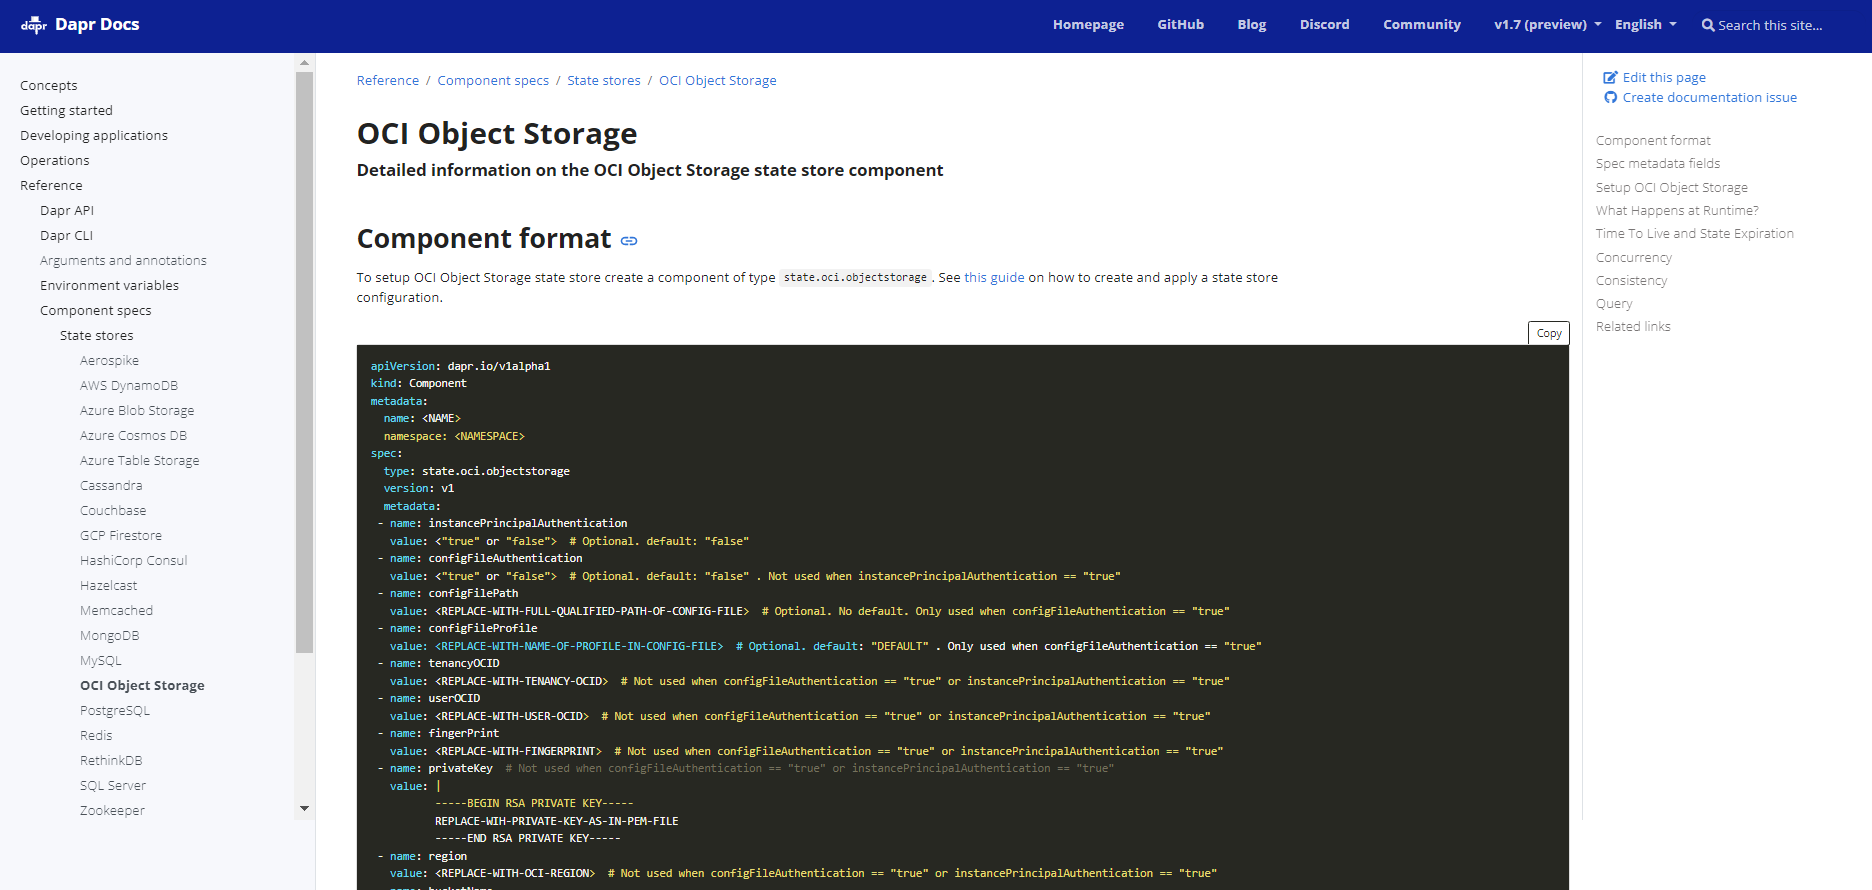 dapr Dapr Docs
Homepage GitHub Blog Discord Community v1.7 (preview) English Search this site...
Concepts
Getting started
Developing applications
Operations
Reference
Dapr API
Dapr CLI
Arguments and annotations
Environment variables
Component specs
State stores
Aerospike
AWS DynamoDB
Azure Blob Storage
Azure Cosmos DB
Azure Table Storage
Cassandra
Couchbase
GCP Firestore
HashiCorp Consul
Hazelcast
Memcached
MongoDB
MySQL
OCI Object Storage
PostgreSQL
Redis
RethinkDB
SQL Server
Zookeeper
Reference / Component specs / State stores / OCI Object Storage
OCI Object Storage
Detailed information on the OCI Object Storage state store component
Component format
To setup OCI Object Storage state store create a component of type state.oci.objectstorage. See this guide on how to create and apply a state store
configuration.
Copy
apiVersion: dapr.io/v1alpha1
kind: Component
metadata:
  name: <NAME>
  namespace: <NAMESPACE>
spec:
  type: state.oci.objectstorage
  version: v1
  metadata:
 - name: instancePrincipalAuthentication
   value: <"true" or "false">  # Optional. default: "false"
 - name: configFileAuthentication
   value: <"true" or "false">  # Optional. default: "false" . Not used when instancePrincipalAuthentication == "true"
 - name: configFilePath
   value: <REPLACE-WITH-FULL-QUALIFIED-PATH-OF-CONFIG-FILE>  # Optional. No default. Only used when configFileAuthentication == "true"
 - name: configFileProfile
   value: <REPLACE-WITH-NAME-OF-PROFILE-IN-CONFIG-FILE>  # Optional. default: "DEFAULT" . Only used when configFileAuthentication == "true"
 - name: tenancyOCID
   value: <REPLACE-WITH-TENANCY-OCID>  # Not used when configFileAuthentication == "true" or instancePrincipalAuthentication == "true"
 - name: userOCID
   value: <REPLACE-WITH-USER-OCID>  # Not used when configFileAuthentication == "true" or instancePrincipalAuthentication == "true"
 - name: fingerPrint
   value: <REPLACE-WITH-FINGERPRINT>  # Not used when configFileAuthentication == "true" or instancePrincipalAuthentication == "true"
 - name: privateKey  # Not used when configFileAuthentication == "true" or instancePrincipalAuthentication == "true"
   value: |
          -----BEGIN RSA PRIVATE KEY-----
          REPLACE-WIH-PRIVATE-KEY-AS-IN-PEM-FILE
          -----END RSA PRIVATE KEY-----
 - name: region
   value: <REPLACE-WITH-OCI-REGION>  # Not used when configFileAuthentication == "true" or instancePrincipalAuthentication == "true"
 - name: bucketName
Edit this page
Create documentation issue
Component format
Spec metadata fields
Setup OCI Object Storage
What Happens at Runtime?
Time To Live and State Expiration
Concurrency
Consistency
Query
Related links